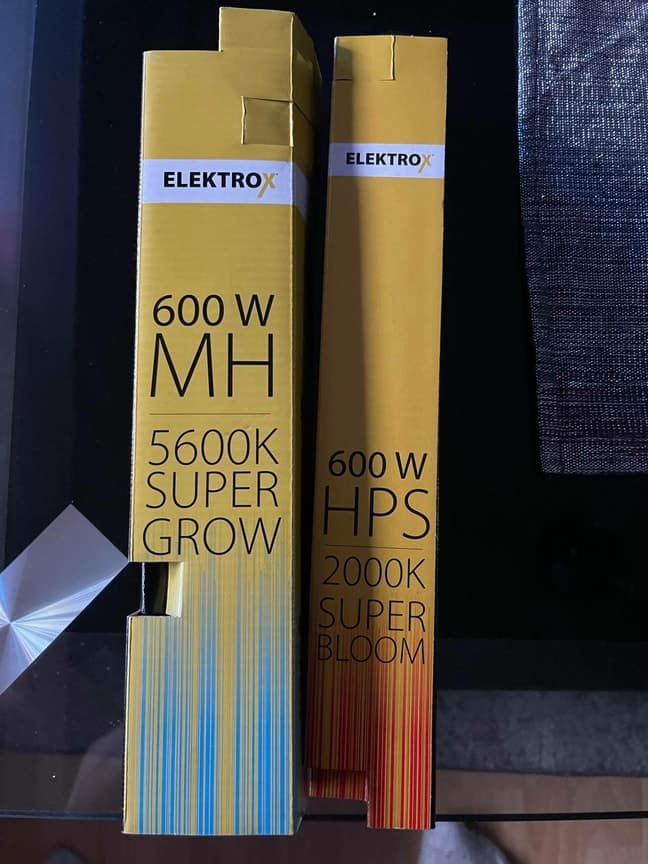 ELEKTROX
600 W
MH
5600K
SUPER
GROW
ELEKTROX
600 W
HPS
2000K
SUPER
BLOOM